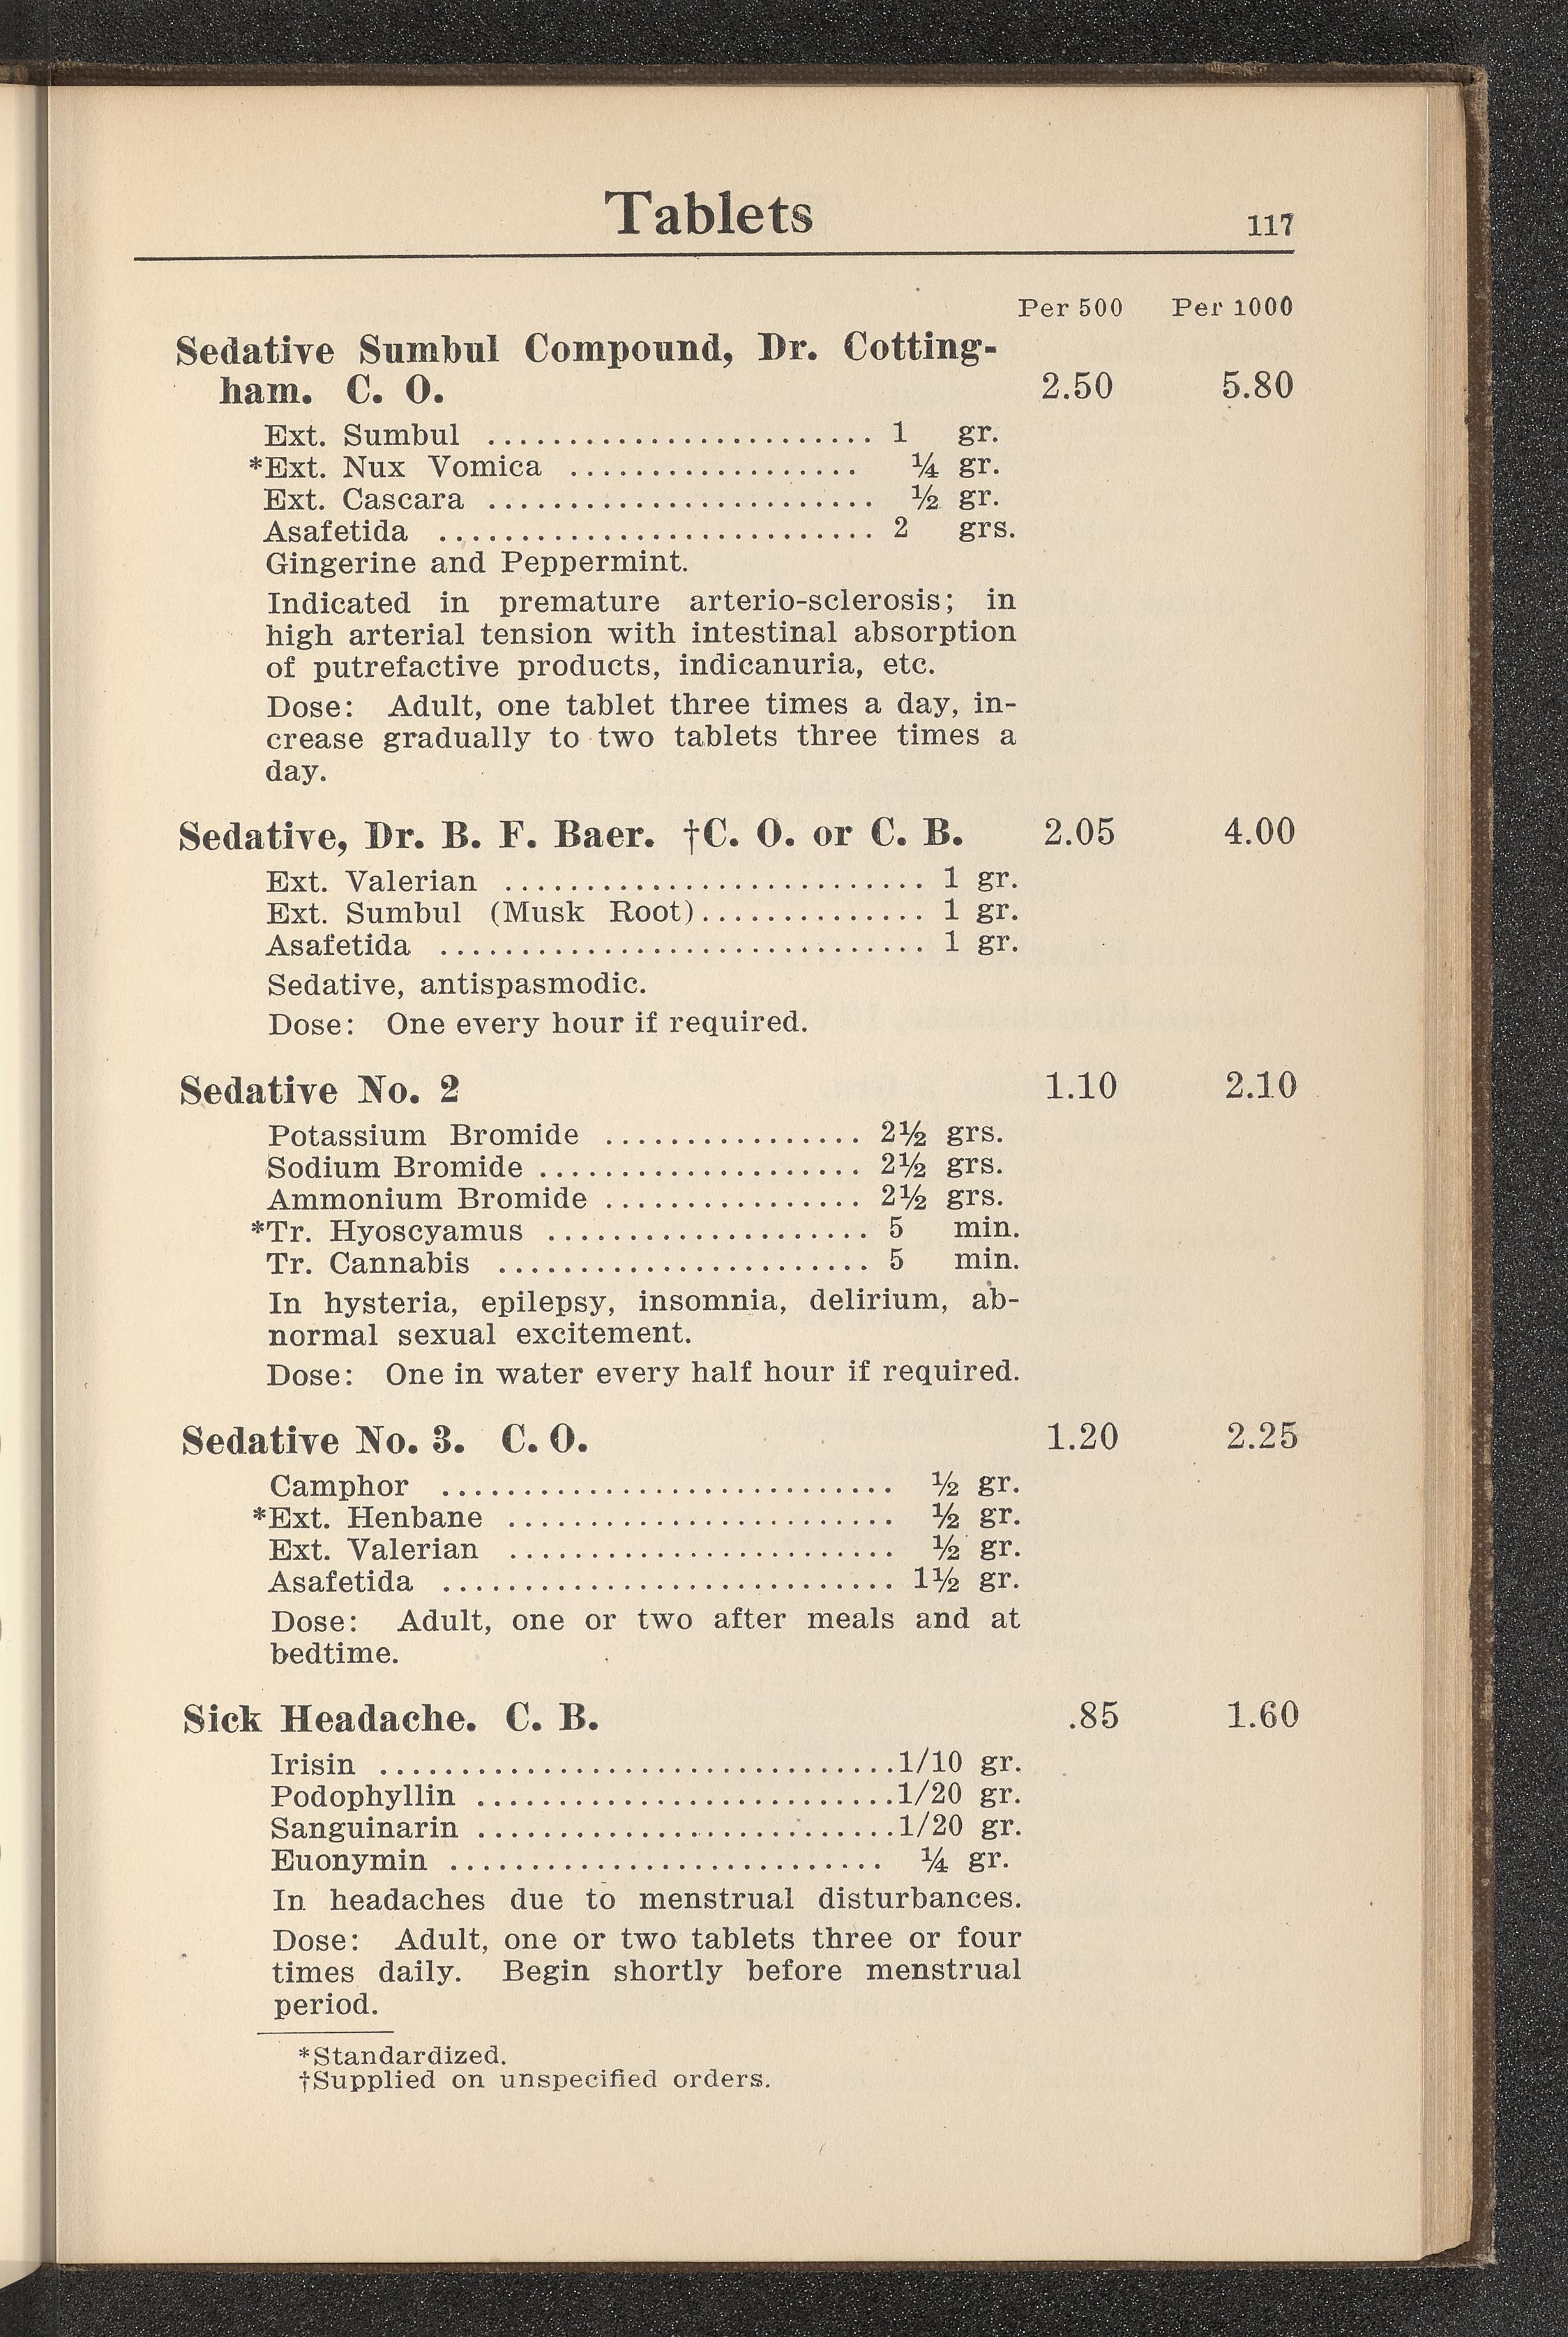 Tablets 117
Per 500 Per 1000
Sedative Sumbul Compound, Dr. Cotting-
ham. C. O. 2.50 5.80
Ext. Sumbul ........................ 1 gr.
*Ext. Nux Vomica .................. ¼ gr.
Ext. Cascara ........................ ½ gr.
Asafetida ........................... 2 grs.
Gingerine and Peppermint.
Indicated in premature arterio-sclerosis; in
high arterial tension with intestinal absorption
of putrefactive products, indicanuria, etc.
Dose: Adult, one tablet three times a day, in-
crease gradually to two tablets three times a
day.
Sedative, Dr. B. F. Baer. †C. O. or C. B. 2.05 4.00
Ext. Valerian .......................... 1 gr.
Ext. Sumbul (Musk Root).............. 1 gr.
Asafetida .............................. 1 gr.
Sedative, antispasmodic.
Dose: One every hour if required.
Sedative No. 2 1.10 2.10
Potassium Bromide ................ 2½ grs.
Sodium Bromide .................... 2½ grs.
Ammonium Bromide ................ 2½ grs.
*Tr. Hyoscyamus .................... 5 min.
Tr. Cannabis ....................... 5 min.
In hysteria, epilepsy, insomnia, delirium, ab-
normal sexual excitement.
Dose: One in water every half hour if required.
Sedative No. 3. C. O. 1.20 2.25
Camphor ............................ ½ gr.
*Ext. Henbane ........................ ½ gr.
Ext. Valerian ........................ ½ gr.
Asafetida ............................ 1½ gr.
Dose: Adult, one or two after meals and at
bedtime.
Sick Headache. C. B. .85 1.60
Irisin ................................1/10 gr.
Podophyllin ..........................1/20 gr.
Sanguinarin ..........................1/20 gr.
Euonymin ........................... ¼ gr.
In headaches due to menstrual disturbances.
Dose: Adult, one or two tablets three or four
times daily. Begin shortly before menstrual
period.
*Standardized.
†Supplied on unspecified orders.